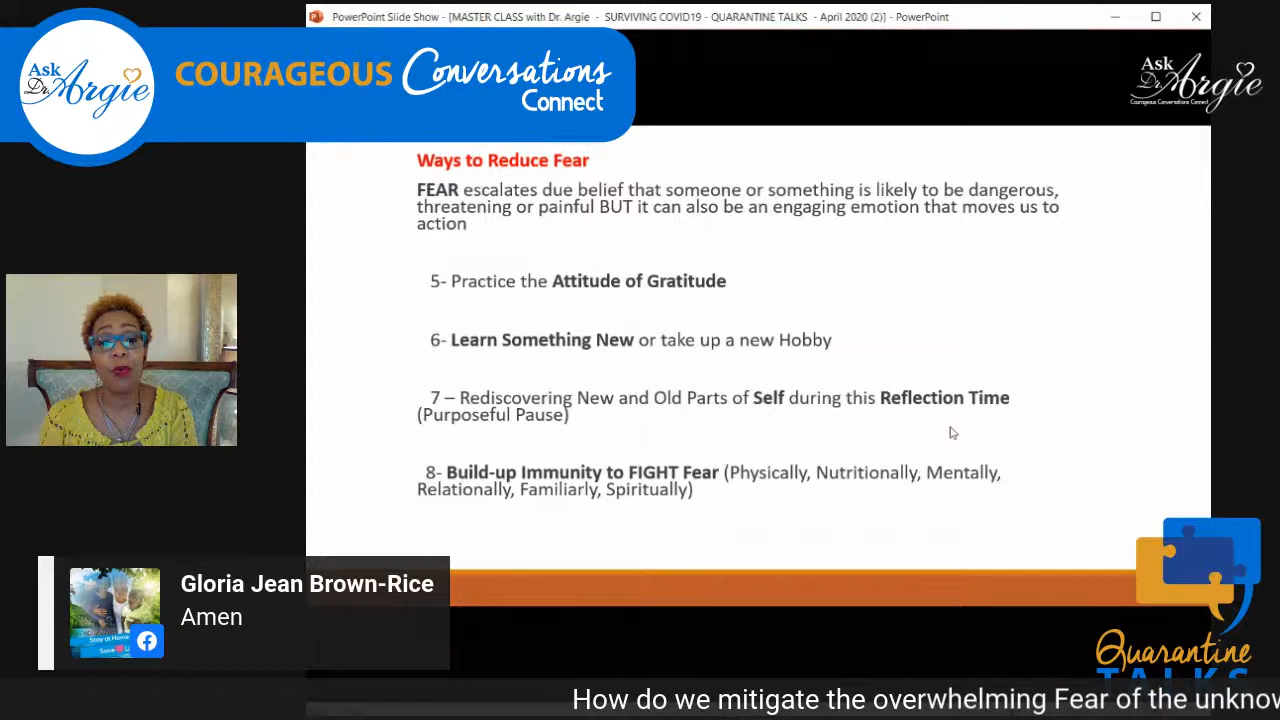 PowerPoint Slide Show - [MASTER CLASS with Dr. Argie - SURVIVING COVID19 - QUARANTINE TALKS - April 2020 (2)] - PowerPoint
Ask
Dr. Argie
COURAGEOUS Conversations
Connect
Ask
Dr. Argie
Courageous Conversations Connect
Ways to Reduce Fear
FEAR escalates due belief that someone or something is likely to be dangerous,
threatening or painful BUT it can also be an engaging emotion that moves us to
action
5- Practice the Attitude of Gratitude
6- Learn Something New or take up a new Hobby
7 – Rediscovering New and Old Parts of Self during this Reflection Time
(Purposeful Pause)
8- Build-up Immunity to FIGHT Fear (Physically, Nutritionally, Mentally,
Relationally, Familiarly, Spiritually)
Gloria Jean Brown-Rice
Amen
Stay at Home
Quarantine
TALKS
How do we mitigate the overwhelming Fear of the unknow